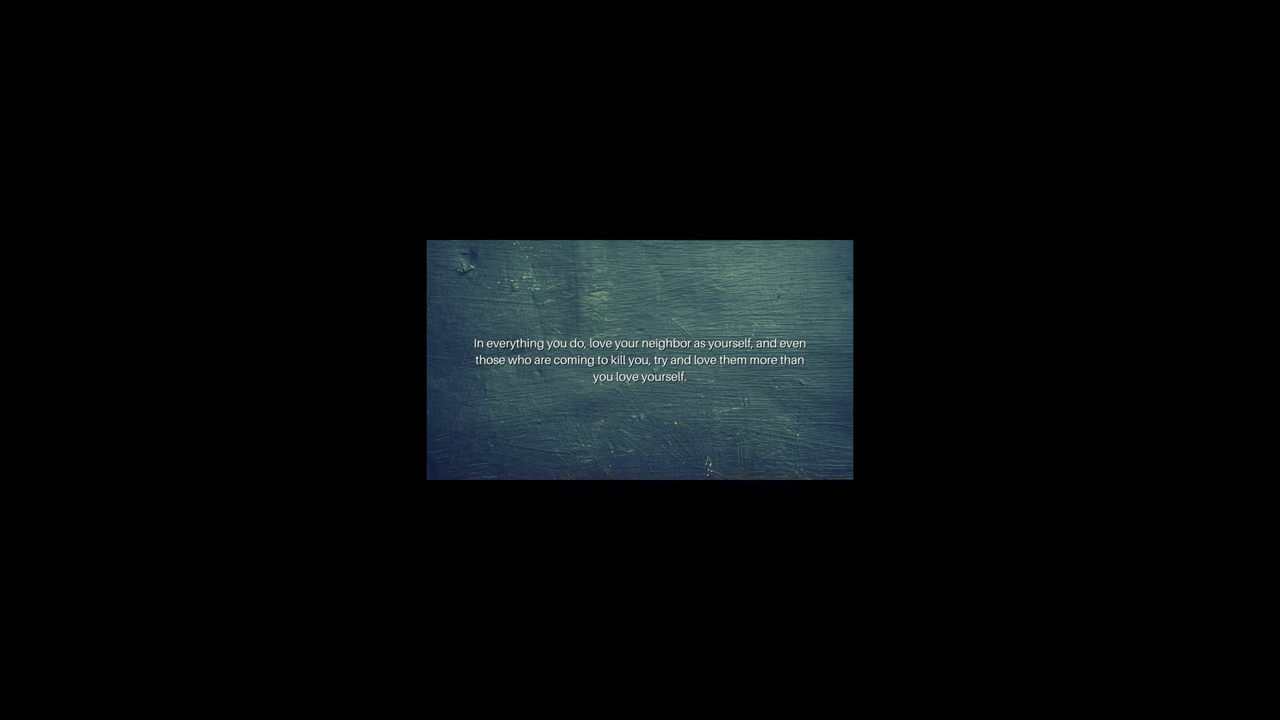 In everything you do, love your neighbor as yourself, and even
those who are coming to kill you, try and love them more than
you love yourself.